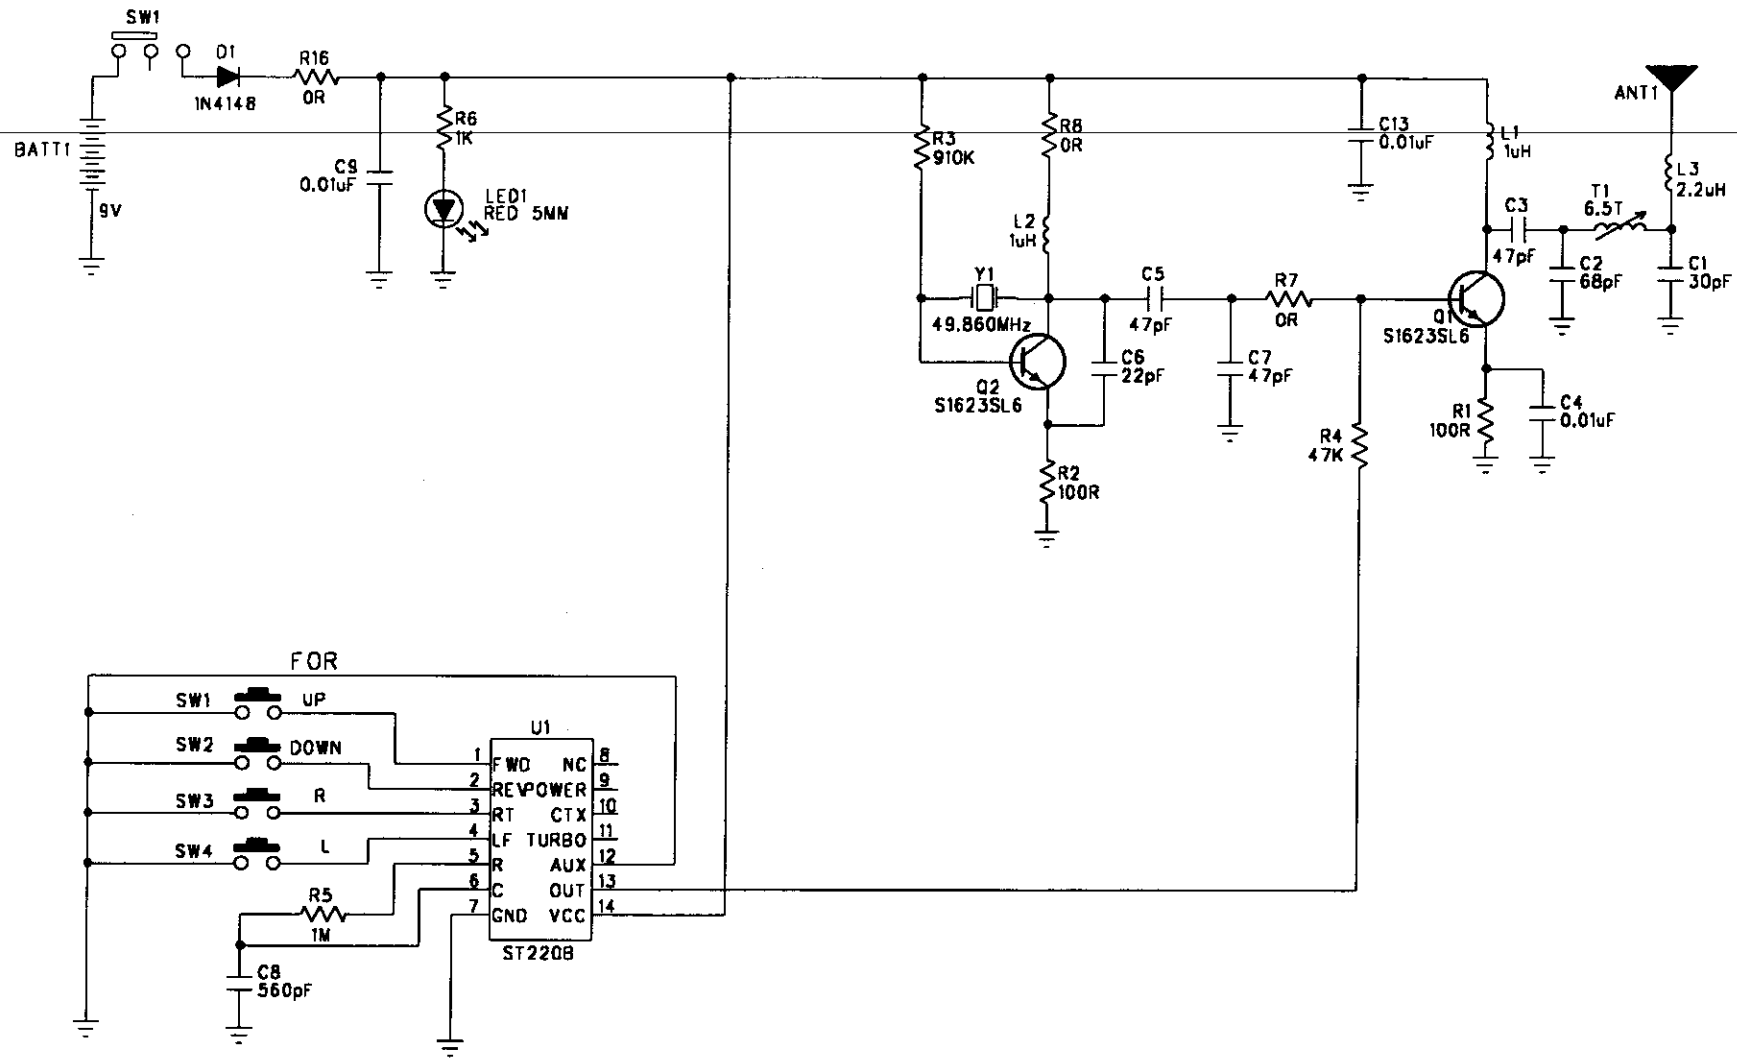 SW1
D1
1N4148
R16
0R
BATT1
9V
C9
0.01uF
R6
1K
LED1
RED 5MM
R3
910K
R8
0R
L2
1uH
Y1
49.860MHz
Q2
S1623SL6
R2
100R
C6
22pF
C5
47pF
C7
47pF
R7
0R
R4
47K
C13
0.01uF
L1
1uH
Q1
S1623SL6
R1
100R
C4
0.01uF
C3
47pF
C2
68pF
T1
6.5T
C1
30pF
L3
2.2uH
ANT1
FOR
SW1 UP
SW2 DOWN
SW3 R
SW4 L
R5
1M
C8
560pF
U1
1 FWD NC 8
2 REV POWER 9
3 RT CTX 10
4 LF TURBO 11
5 R AUX 12
6 C OUT 13
7 GND VCC 14
ST220B